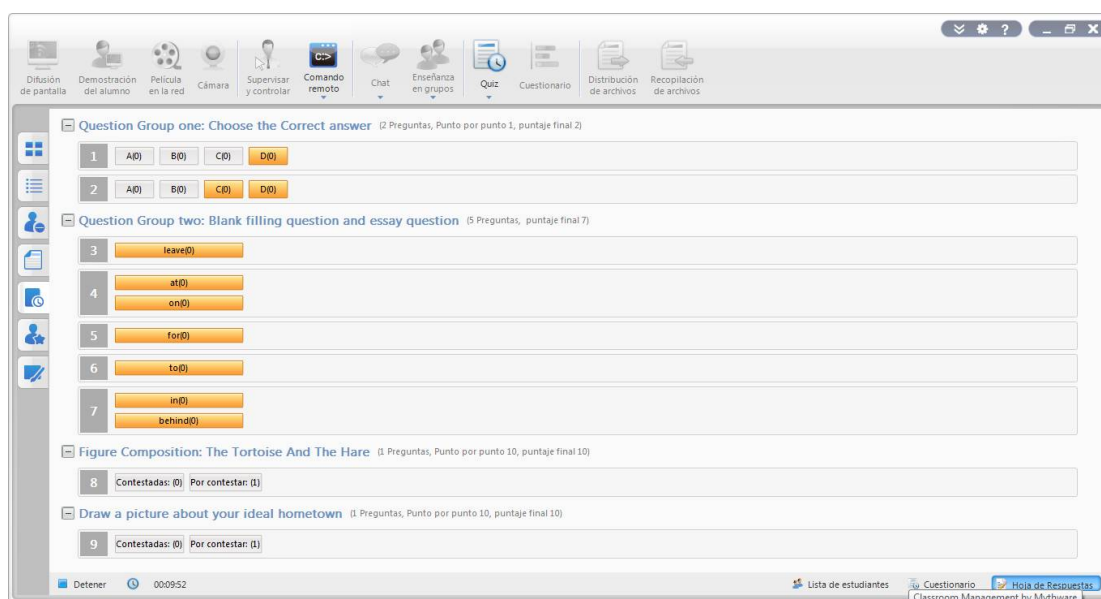 ?
C:>
Difusión de pantalla
Demostración del alumno
Película en la red
Cámara
Supervisar y controlar
Comando remoto
Chat
Enseñanza en grupos
Quiz
Cuestionario
Distribución de archivos
Recopilación de archivos
Question Group one: Choose the Correct answer (2 Preguntas, Punto por punto 1, puntaje final 2)
1 A(0) B(0) C(0) D(0)
2 A(0) B(0) C(0) D(0)
Question Group two: Blank filling question and essay question (5 Preguntas, puntaje final 7)
3 leave(0)
4 at(0)
on(0)
5 for(0)
6 to(0)
7 in(0)
behind(0)
Figure Composition: The Tortoise And The Hare (1 Preguntas, Punto por punto 10, puntaje final 10)
8 Contestadas: (0) Por contestar: (1)
Draw a picture about your ideal hometown (1 Preguntas, Punto por punto 10, puntaje final 10)
9 Contestadas: (0) Por contestar: (1)
Detener 00:09:52 Lista de estudiantes Cuestionario Hoja de Respuestas
Classroom Management by Mythware